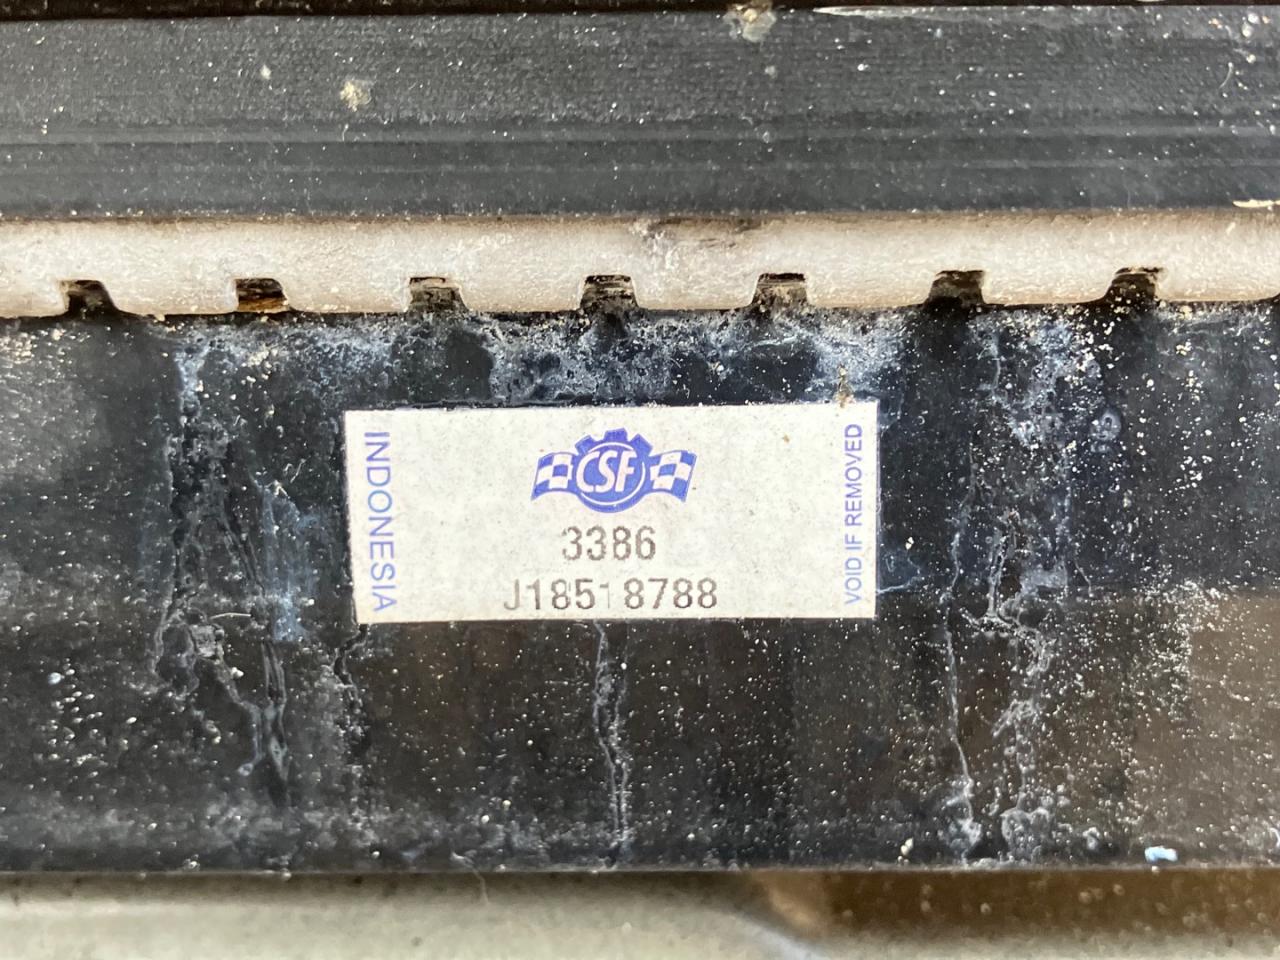 INDONESIA
CSF
3386
J18518788
VOID IF REMOVED